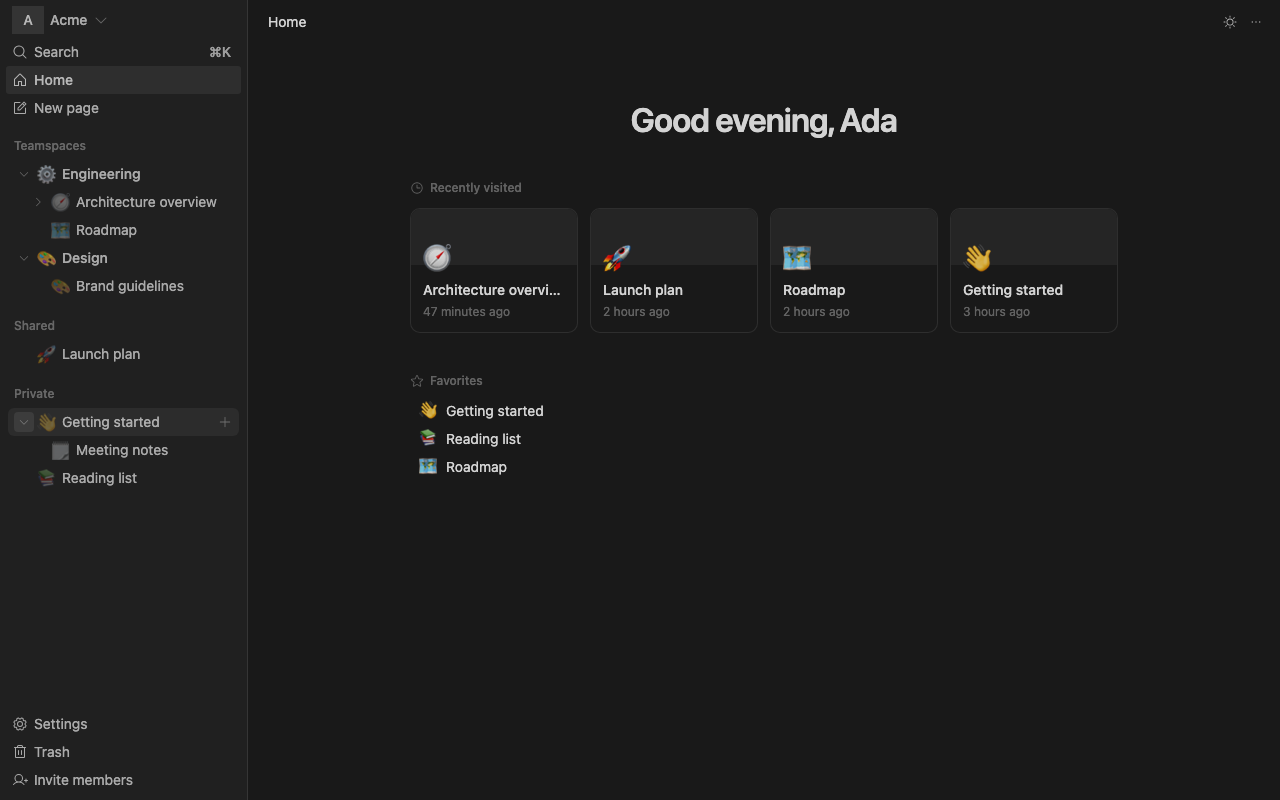 A Acme
Search ⌘K
Home
New page
Teamspaces
Engineering
Architecture overview
Roadmap
Design
Brand guidelines
Shared
Launch plan
Private
Getting started
Meeting notes
Reading list
Settings
Trash
Invite members
Home
Good evening, Ada
Recently visited
Architecture overvi...
47 minutes ago
Launch plan
2 hours ago
Roadmap
2 hours ago
Getting started
3 hours ago
Favorites
Getting started
Reading list
Roadmap